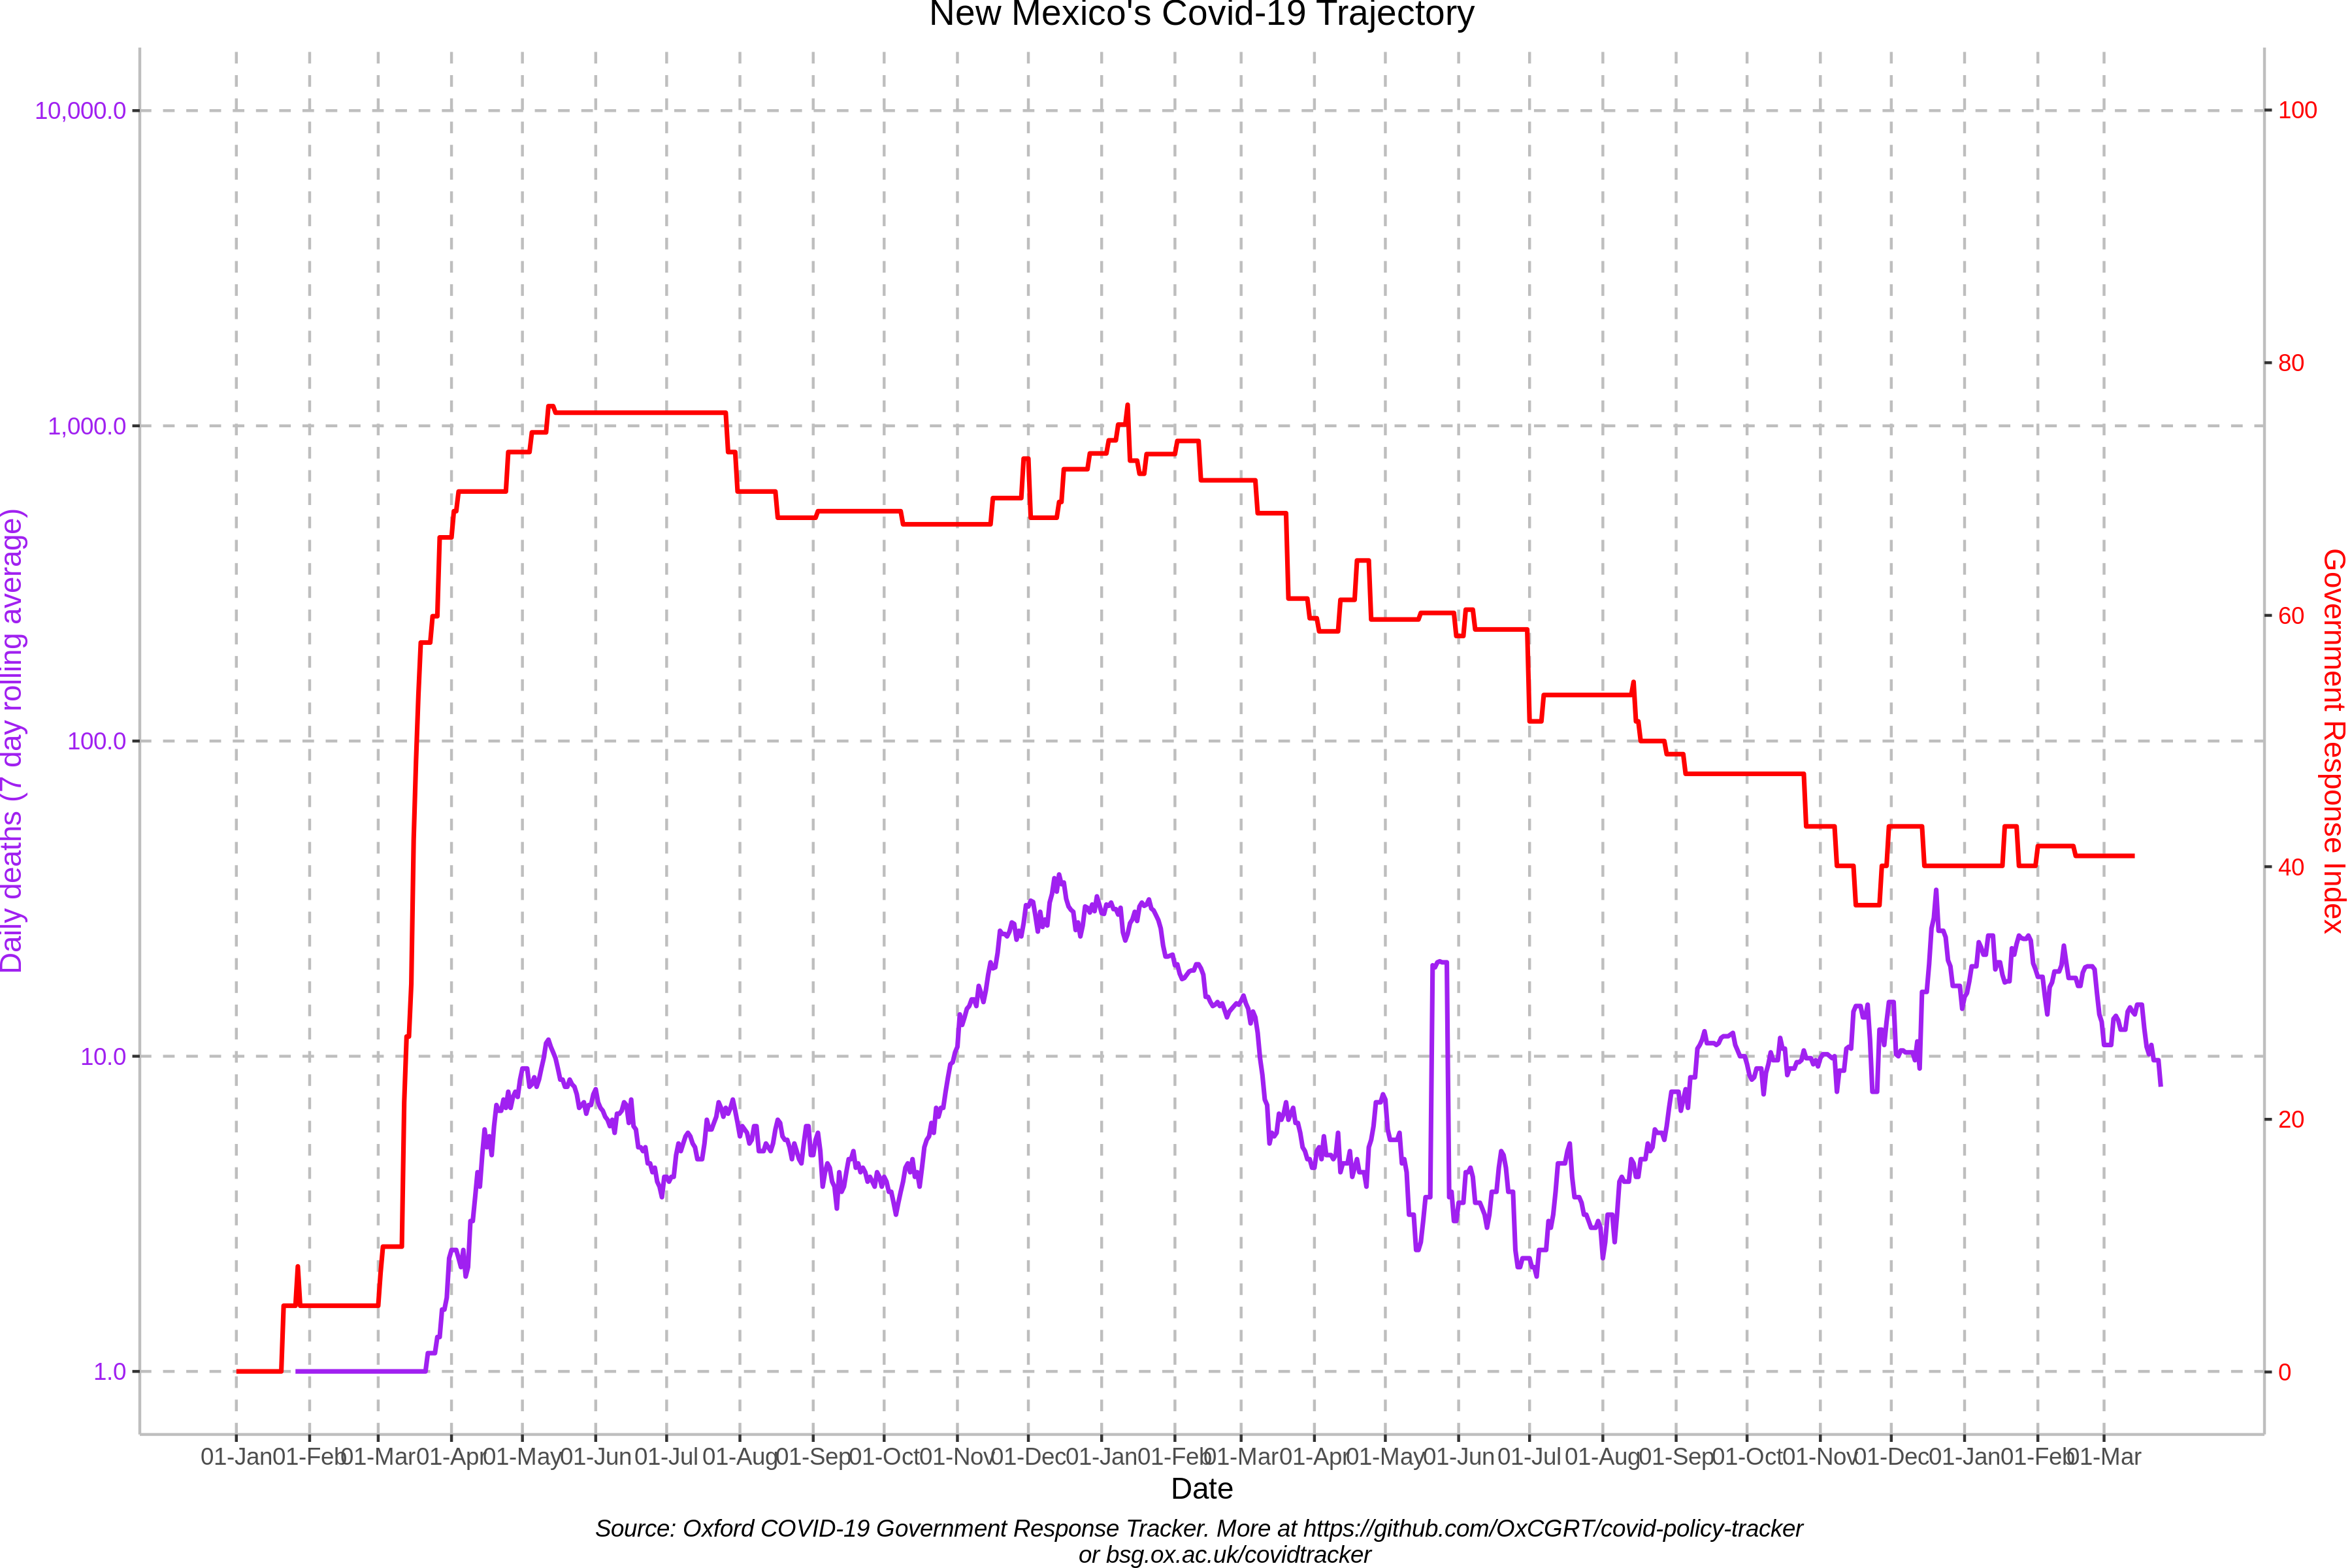 New Mexico's Covid-19 Trajectory
10,000.0
1,000.0
100.0
10.0
1.0
Daily deaths (7 day rolling average)
100
80
60
40
20
0
Government Response Index
01-Jan 01-Feb 01-Mar 01-Apr 01-May 01-Jun 01-Jul 01-Aug 01-Sep 01-Oct 01-Nov 01-Dec 01-Jan 01-Feb 01-Mar 01-Apr 01-May 01-Jun 01-Jul 01-Aug 01-Sep 01-Oct 01-Nov 01-Dec 01-Jan 01-Feb 01-Mar
Date
Source: Oxford COVID-19 Government Response Tracker. More at https://github.com/OxCGRT/covid-policy-tracker
or bsg.ox.ac.uk/covidtracker